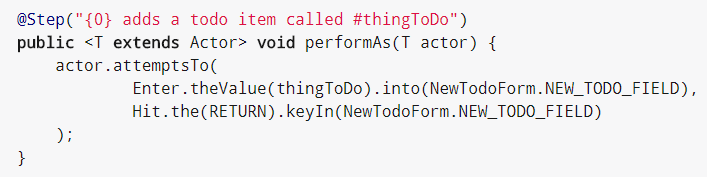 @Step("{0} adds a todo item called #thingToDo")
public <T extends Actor> void performAs(T actor) {
    actor.attemptsTo(
            Enter.theValue(thingToDo).into(NewTodoForm.NEW_TODO_FIELD),
            Hit.the(RETURN).keyIn(NewTodoForm.NEW_TODO_FIELD)
    );
}